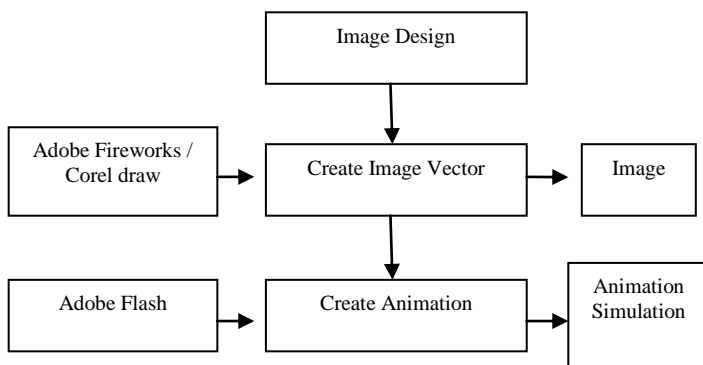 Image Design
Adobe Fireworks /
Corel draw
Create Image Vector
Image
Adobe Flash
Create Animation
Animation
Simulation